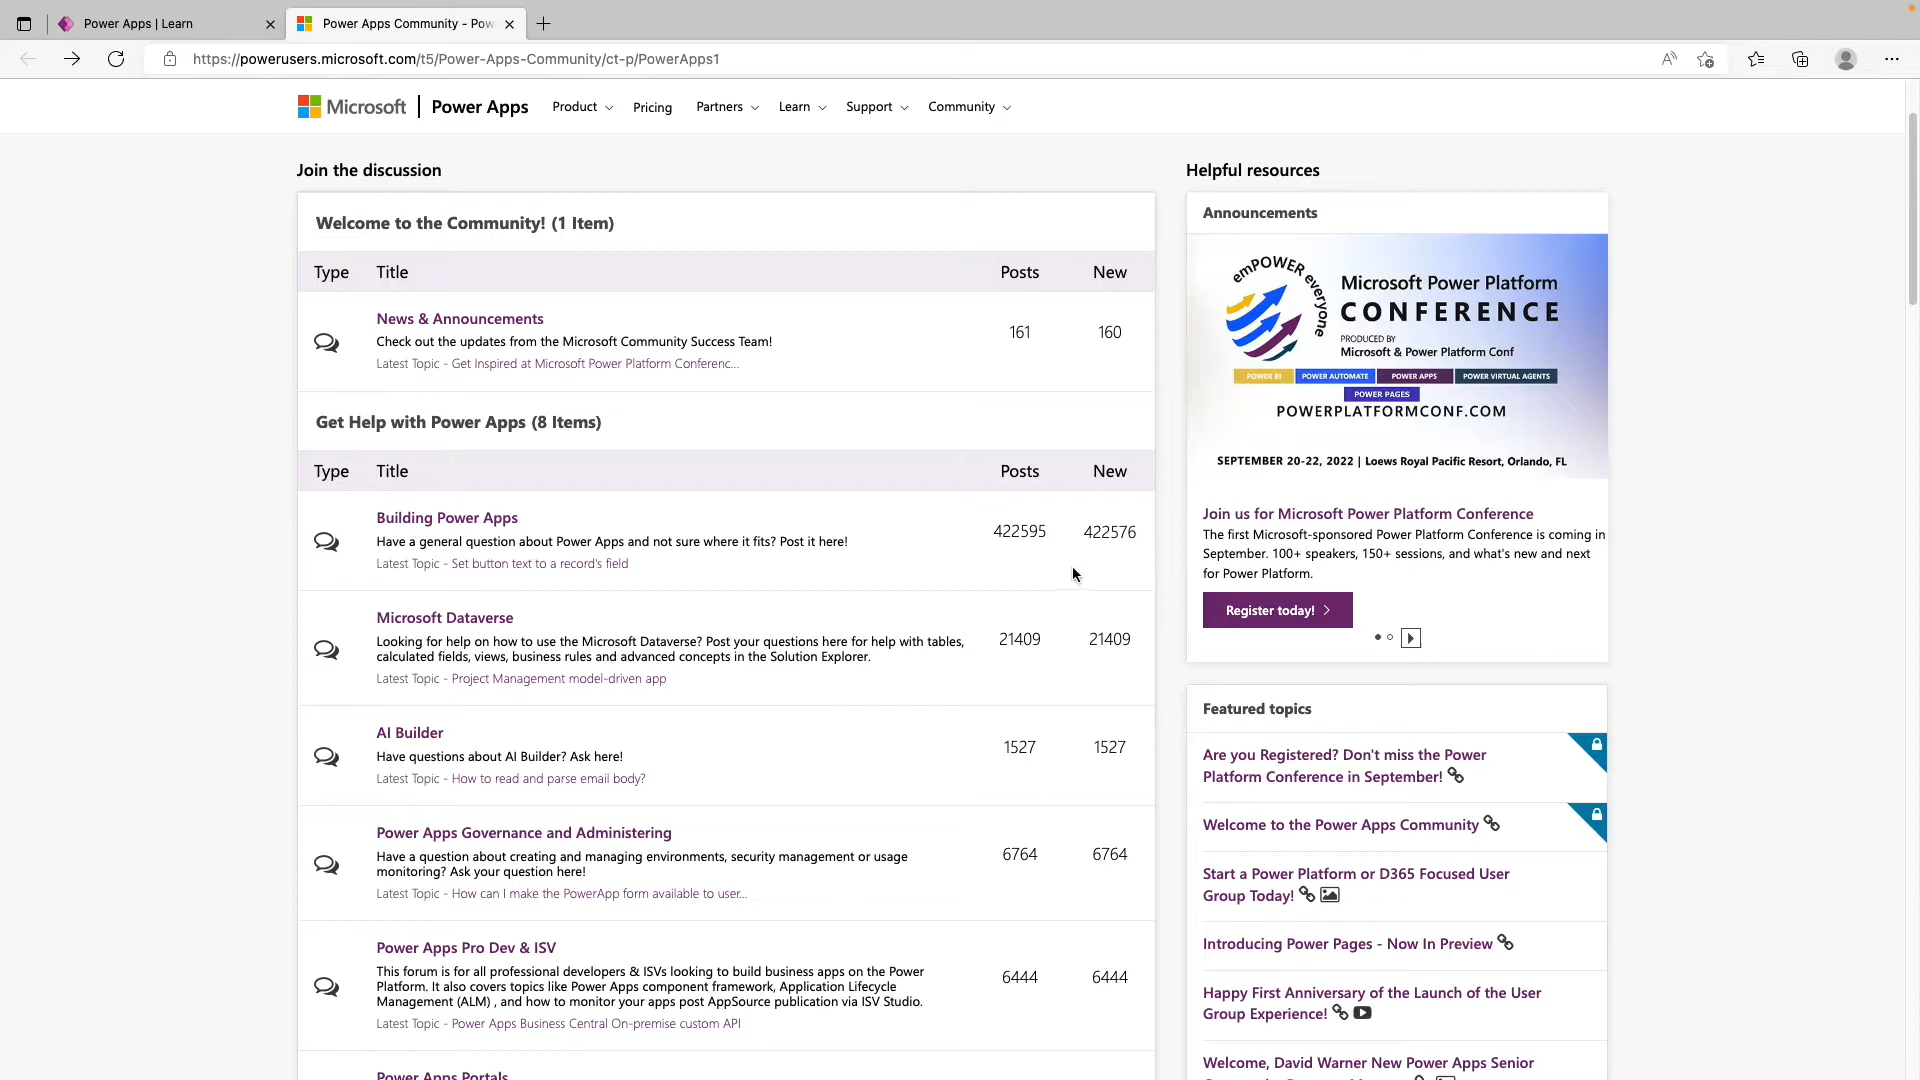 Power Apps | Learn
Power Apps Community - Pow
https://powerusers.microsoft.com/t5/Power-Apps-Community/ct-p/PowerApps1
Microsoft | Power Apps
Product
Pricing
Partners
Learn
Support
Community
Join the discussion
Welcome to the Community! (1 Item)
Type Title Posts New
News & Announcements
Check out the updates from the Microsoft Community Success Team!
Latest Topic - Get Inspired at Microsoft Power Platform Conferenc...
161 160
Get Help with Power Apps (8 Items)
Type Title Posts New
Building Power Apps
Have a general question about Power Apps and not sure where it fits? Post it here!
Latest Topic - Set button text to a record's field
422595 422576
Microsoft Dataverse
Looking for help on how to use the Microsoft Dataverse? Post your questions here for help with tables,
calculated fields, views, business rules and advanced concepts in the Solution Explorer.
Latest Topic - Project Management model-driven app
21409 21409
AI Builder
Have questions about AI Builder? Ask here!
Latest Topic - How to read and parse email body?
1527 1527
Power Apps Governance and Administering
Have a question about creating and managing environments, security management or usage
monitoring? Ask your question here!
Latest Topic - How can I make the PowerApp form available to user...
6764 6764
Power Apps Pro Dev & ISV
This forum is for all professional developers & ISVs looking to build business apps on the Power
Platform. It also covers topics like Power Apps component framework, Application Lifecycle
Management (ALM) , and how to monitor your apps post AppSource publication via ISV Studio.
Latest Topic - Power Apps Business Central On-premise custom API
6444 6444
Power Apps Portals
Helpful resources
Announcements
emPOWER everyone
Microsoft Power Platform
CONFERENCE
PRODUCED BY
Microsoft & Power Platform Conf
POWER BI POWER AUTOMATE POWER APPS POWER VIRTUAL AGENTS
POWER PAGES
POWERPLATFORMCONF.COM
SEPTEMBER 20-22, 2022 | Loews Royal Pacific Resort, Orlando, FL
Join us for Microsoft Power Platform Conference
The first Microsoft-sponsored Power Platform Conference is coming in
September. 100+ speakers, 150+ sessions, and what's new and next
for Power Platform.
Register today!
Featured topics
Are you Registered? Don't miss the Power
Platform Conference in September!
Welcome to the Power Apps Community
Start a Power Platform or D365 Focused User
Group Today!
Introducing Power Pages - Now In Preview
Happy First Anniversary of the Launch of the User
Group Experience!
Welcome, David Warner New Power Apps Senior